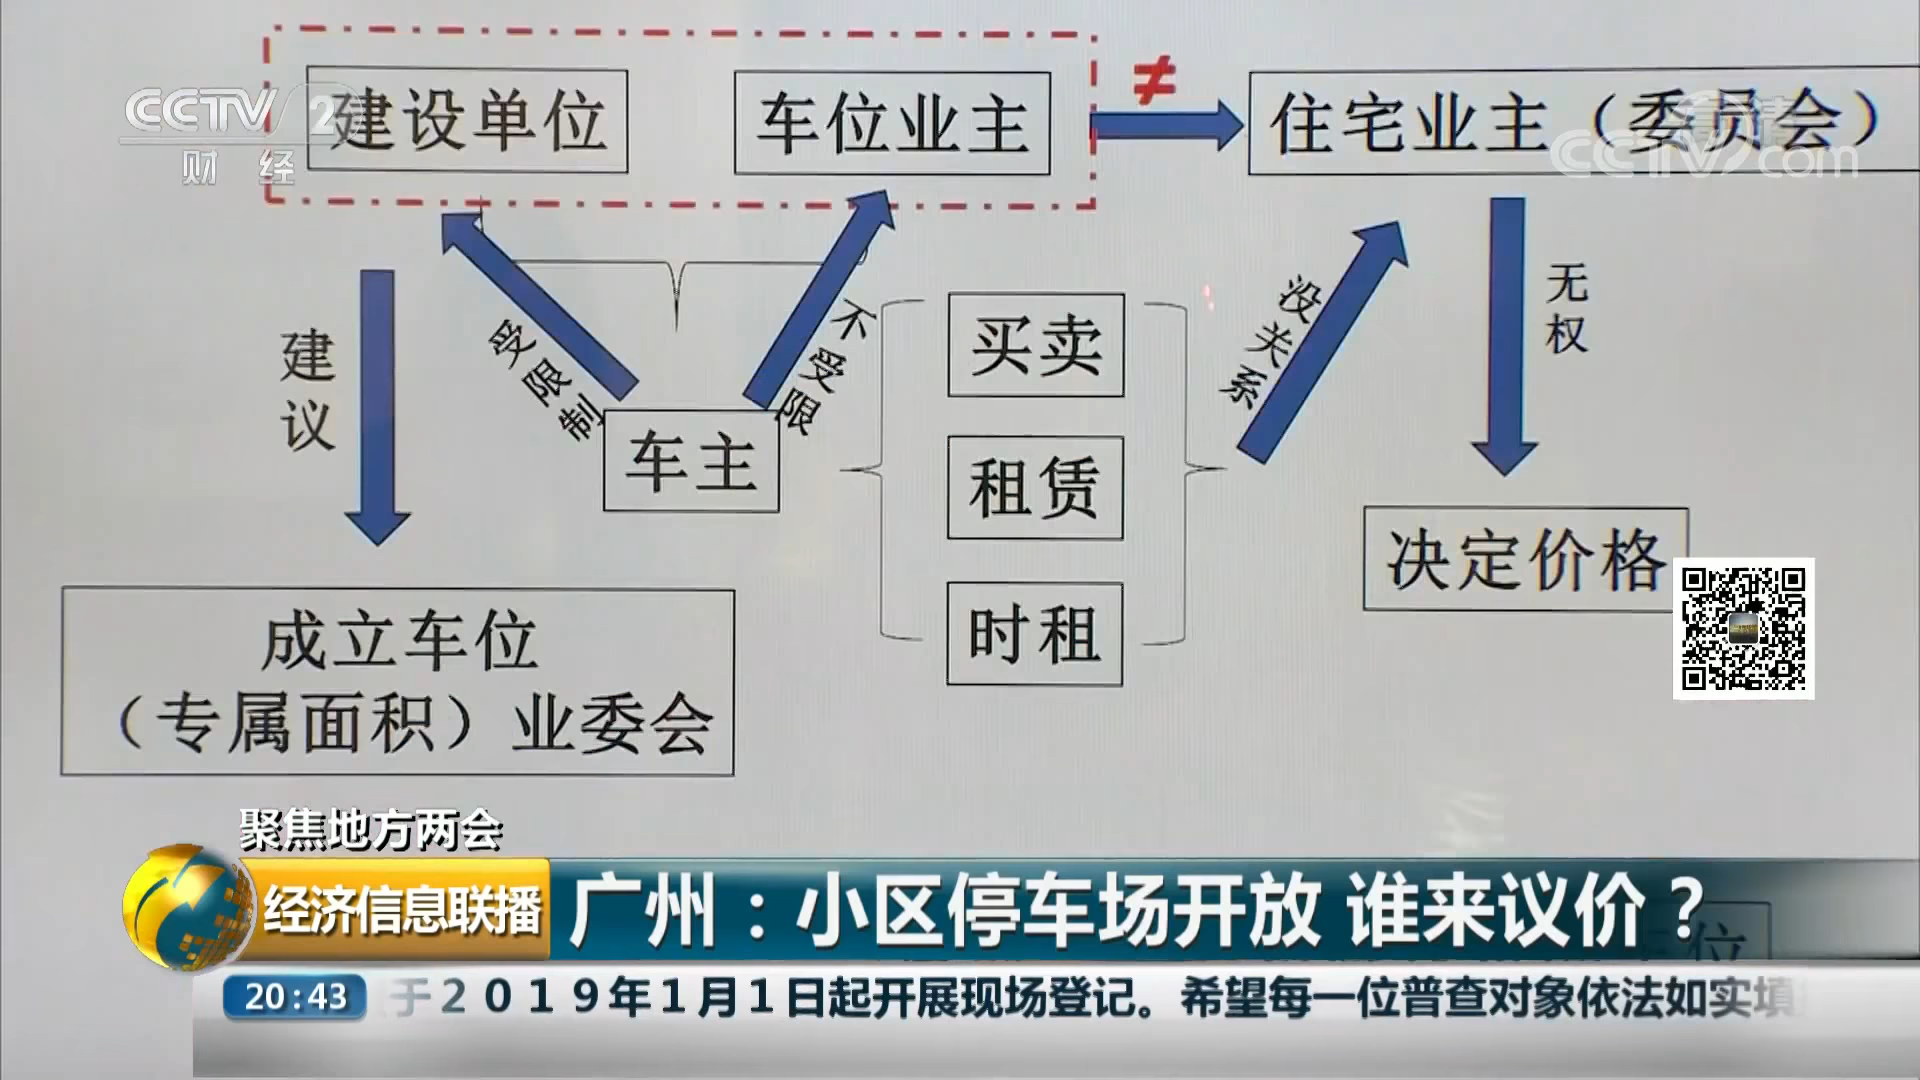 CCTV 2
财经
建设单位
车位业主
≠
住宅业主（委员会）
CCTV.com
建议
受限制
不受限
没关系
无权
买卖
车主
租赁
决定价格
时租
成立车位
（专属面积）业委会
聚焦地方两会
经济信息联播
广州：小区停车场开放 谁来议价？
位
20:43
于2019年1月1日起开展现场登记。希望每一位普查对象依法如实填